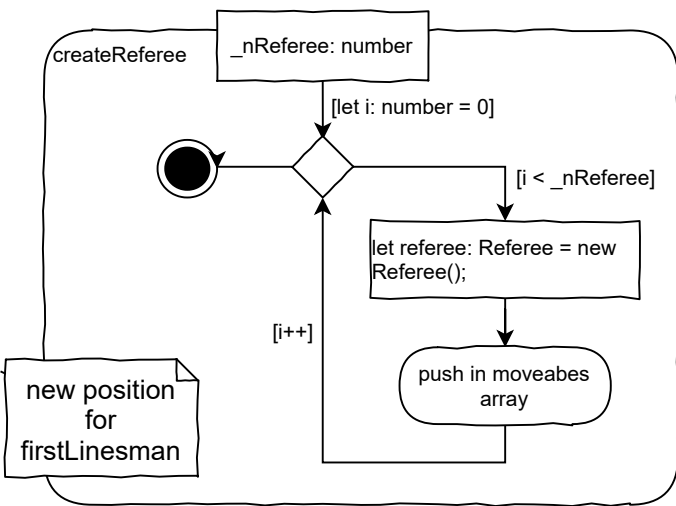 createReferee
_nReferee: number
[let i: number = 0]
[i < _nReferee]
let referee: Referee = new
Referee();
[i++]
push in moveabes
array
new position
for
firstLinesman